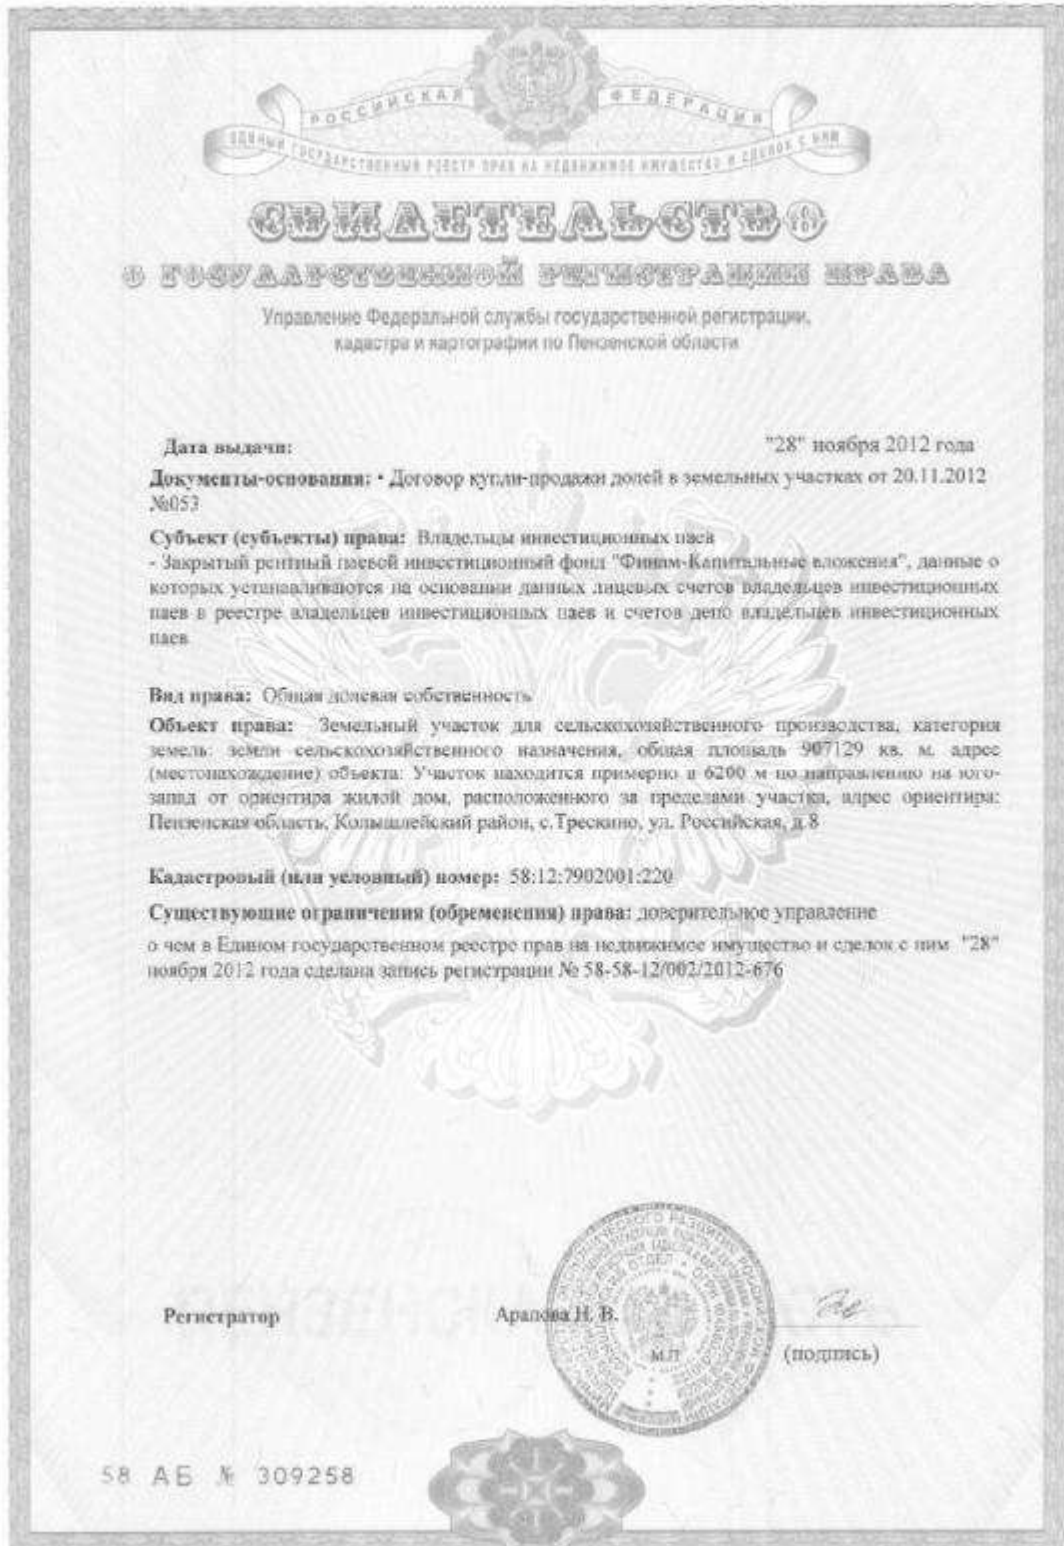 РОССИЙСКАЯ ФЕДЕРАЦИЯ
ЕДИНЫЙ ГОСУДАРСТВЕННЫЙ РЕЕСТР ПРАВ НА НЕДВИЖИМОЕ ИМУЩЕСТВО И СДЕЛОК С НИМ
СВИДЕТЕЛЬСТВО
О ГОСУДАРСТВЕННОЙ РЕГИСТРАЦИИ ПРАВА
Управление Федеральной службы государственной регистрации,
кадастра и картографии по Пензенской области
Дата выдачи: "28" ноября 2012 года
Документы-основания: • Договор купли-продажи долей в земельных участках от 20.11.2012
№053
Субъект (субъекты) права: Владельцы инвестиционных паев
- Закрытый рентный паевой инвестиционный фонд "Финам-Капитальные вложения", данные о
которых устанавливаются на основании данных лицевых счетов владельцев инвестиционных
паев в реестре владельцев инвестиционных паев и счетов депо владельцев инвестиционных
паев
Вид права: Общая долевая собственность
Объект права: Земельный участок для сельскохозяйственного производства, категория
земель: земли сельскохозяйственного назначения, общая площадь 907129 кв. м, адрес
(местонахождение) объекта: Участок находится примерно в 6200 м по направлению на юго-
запад от ориентира жилой дом, расположенного за пределами участка, адрес ориентира:
Пензенская область, Колышлейский район, с.Трескино, ул. Российская, д.8
Кадастровый (или условный) номер: 58:12:7902001:220
Существующие ограничения (обременения) права: доверительное управление
о чем в Едином государственном реестре прав на недвижимое имущество и сделок с ним "28"
ноября 2012 года сделана запись регистрации № 58-58-12/002/2012-676
Регистратор Арапова Н. В.
м.п.
(подпись)
58 АБ № 309258